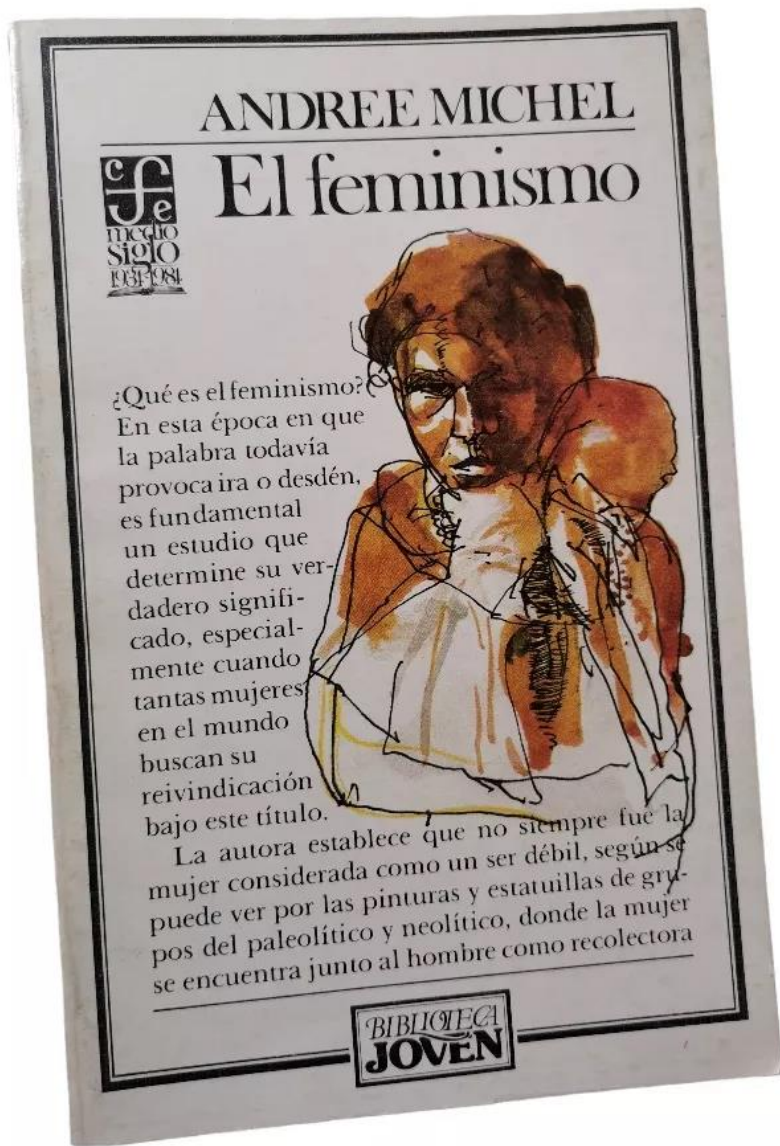 ANDREE MICHEL
El feminismo
c f e
medio
Siglo
1934-1984
¿Qué es el feminismo?
En esta época en que
la palabra todavía
provoca ira o desdén,
es fundamental
un estudio que
determine su ver-
dadero signifi-
cado, especial-
mente cuando
tantas mujeres
en el mundo
buscan su
reivindicación
bajo este título.
La autora establece que no siempre fue la
mujer considerada como un ser débil, según se
puede ver por las pinturas y estatuillas de gru-
pos del paleolítico y neolítico, donde la mujer
se encuentra junto al hombre como recolectora
BIBLIOTECA
JOVEN